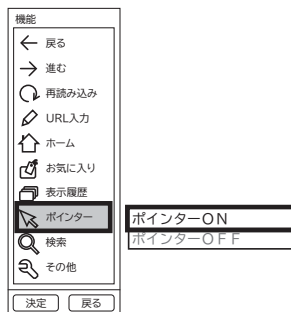 機能
戻る
進む
再読み込み
URL入力
ホーム
お気に入り
表示履歴
ポインター
ポインターON
ポインターOFF
検索
その他
決定
戻る